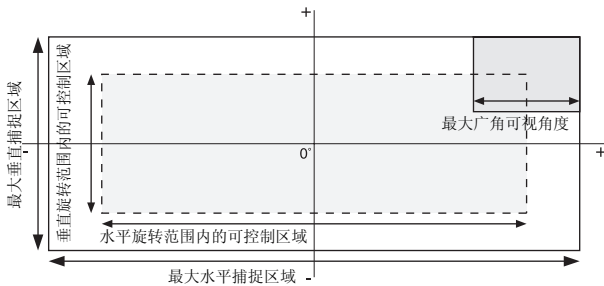 +
最大垂直捕捉区域
垂直旋转范围内的可控制区域
最大广角可视角度
-
0°
+
水平旋转范围内的可控制区域
最大水平捕捉区域
-